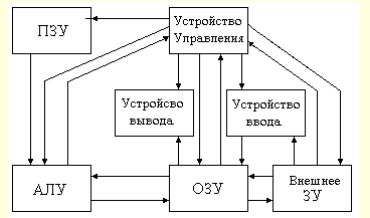 ПЗУ
Устройство
Управления
Устройсво
вывода
Устройство
ввода
АЛУ
ОЗУ
Внешнее
ЗУ